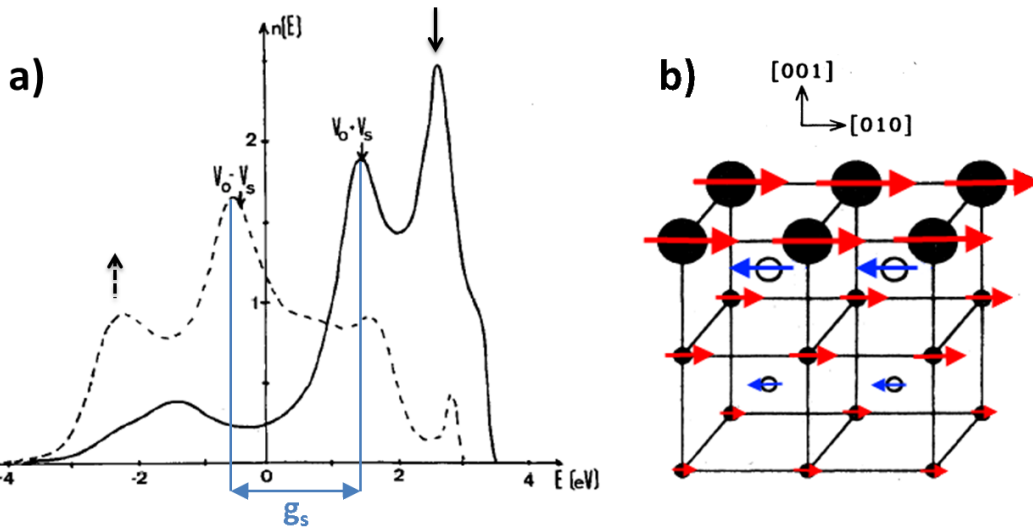 a)
n(E)
2
V₀+Vₛ
V₀-Vₛ
1
-4
-2
0
2
4
E (eV)
gₛ
b)
[001]
[010]